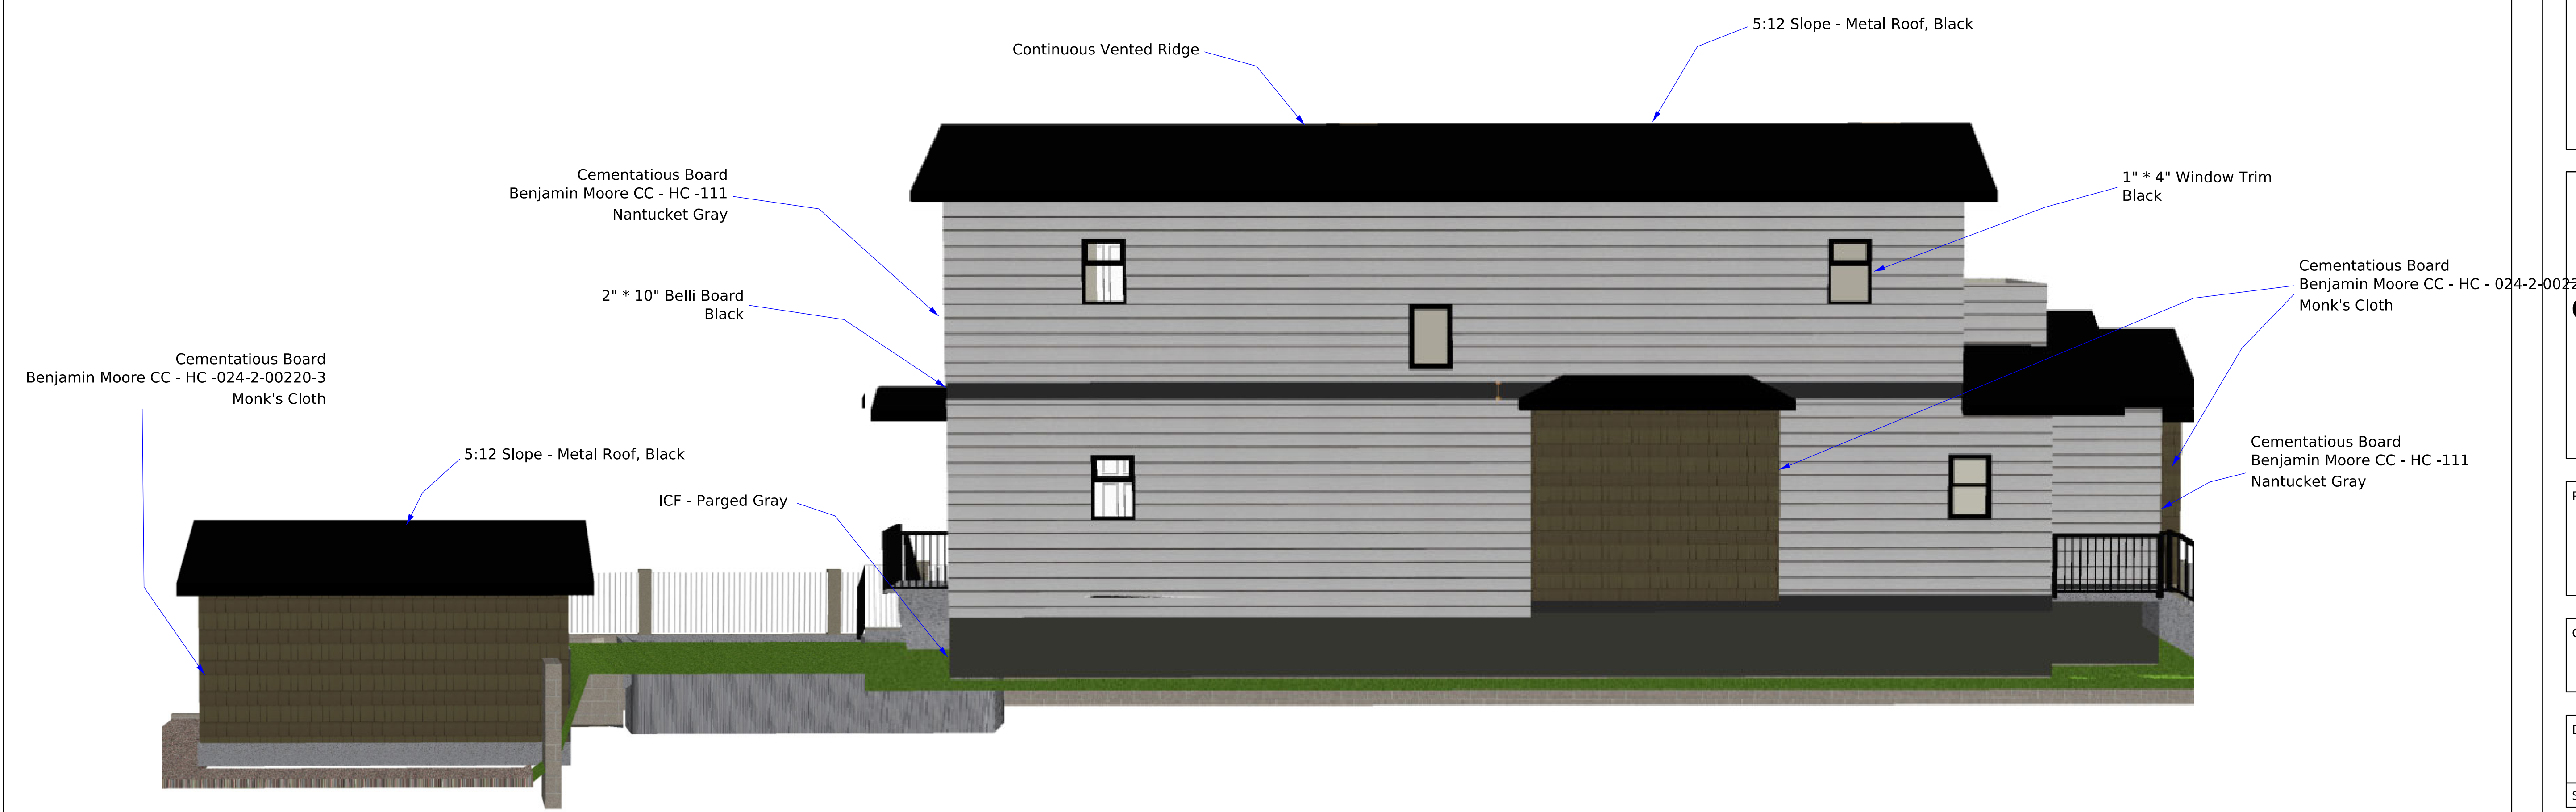 5:12 Slope - Metal Roof, Black
Continuous Vented Ridge
Cementatious Board
Benjamin Moore CC - HC -111
Nantucket Gray
1" * 4" Window Trim
Black
Cementatious Board
Benjamin Moore CC - HC - 024-2-0022
Monk's Cloth
2" * 10" Belli Board
Black
Cementatious Board
Benjamin Moore CC - HC -024-2-00220-3
Monk's Cloth
5:12 Slope - Metal Roof, Black
ICF - Parged Gray
Cementatious Board
Benjamin Moore CC - HC -111
Nantucket Gray